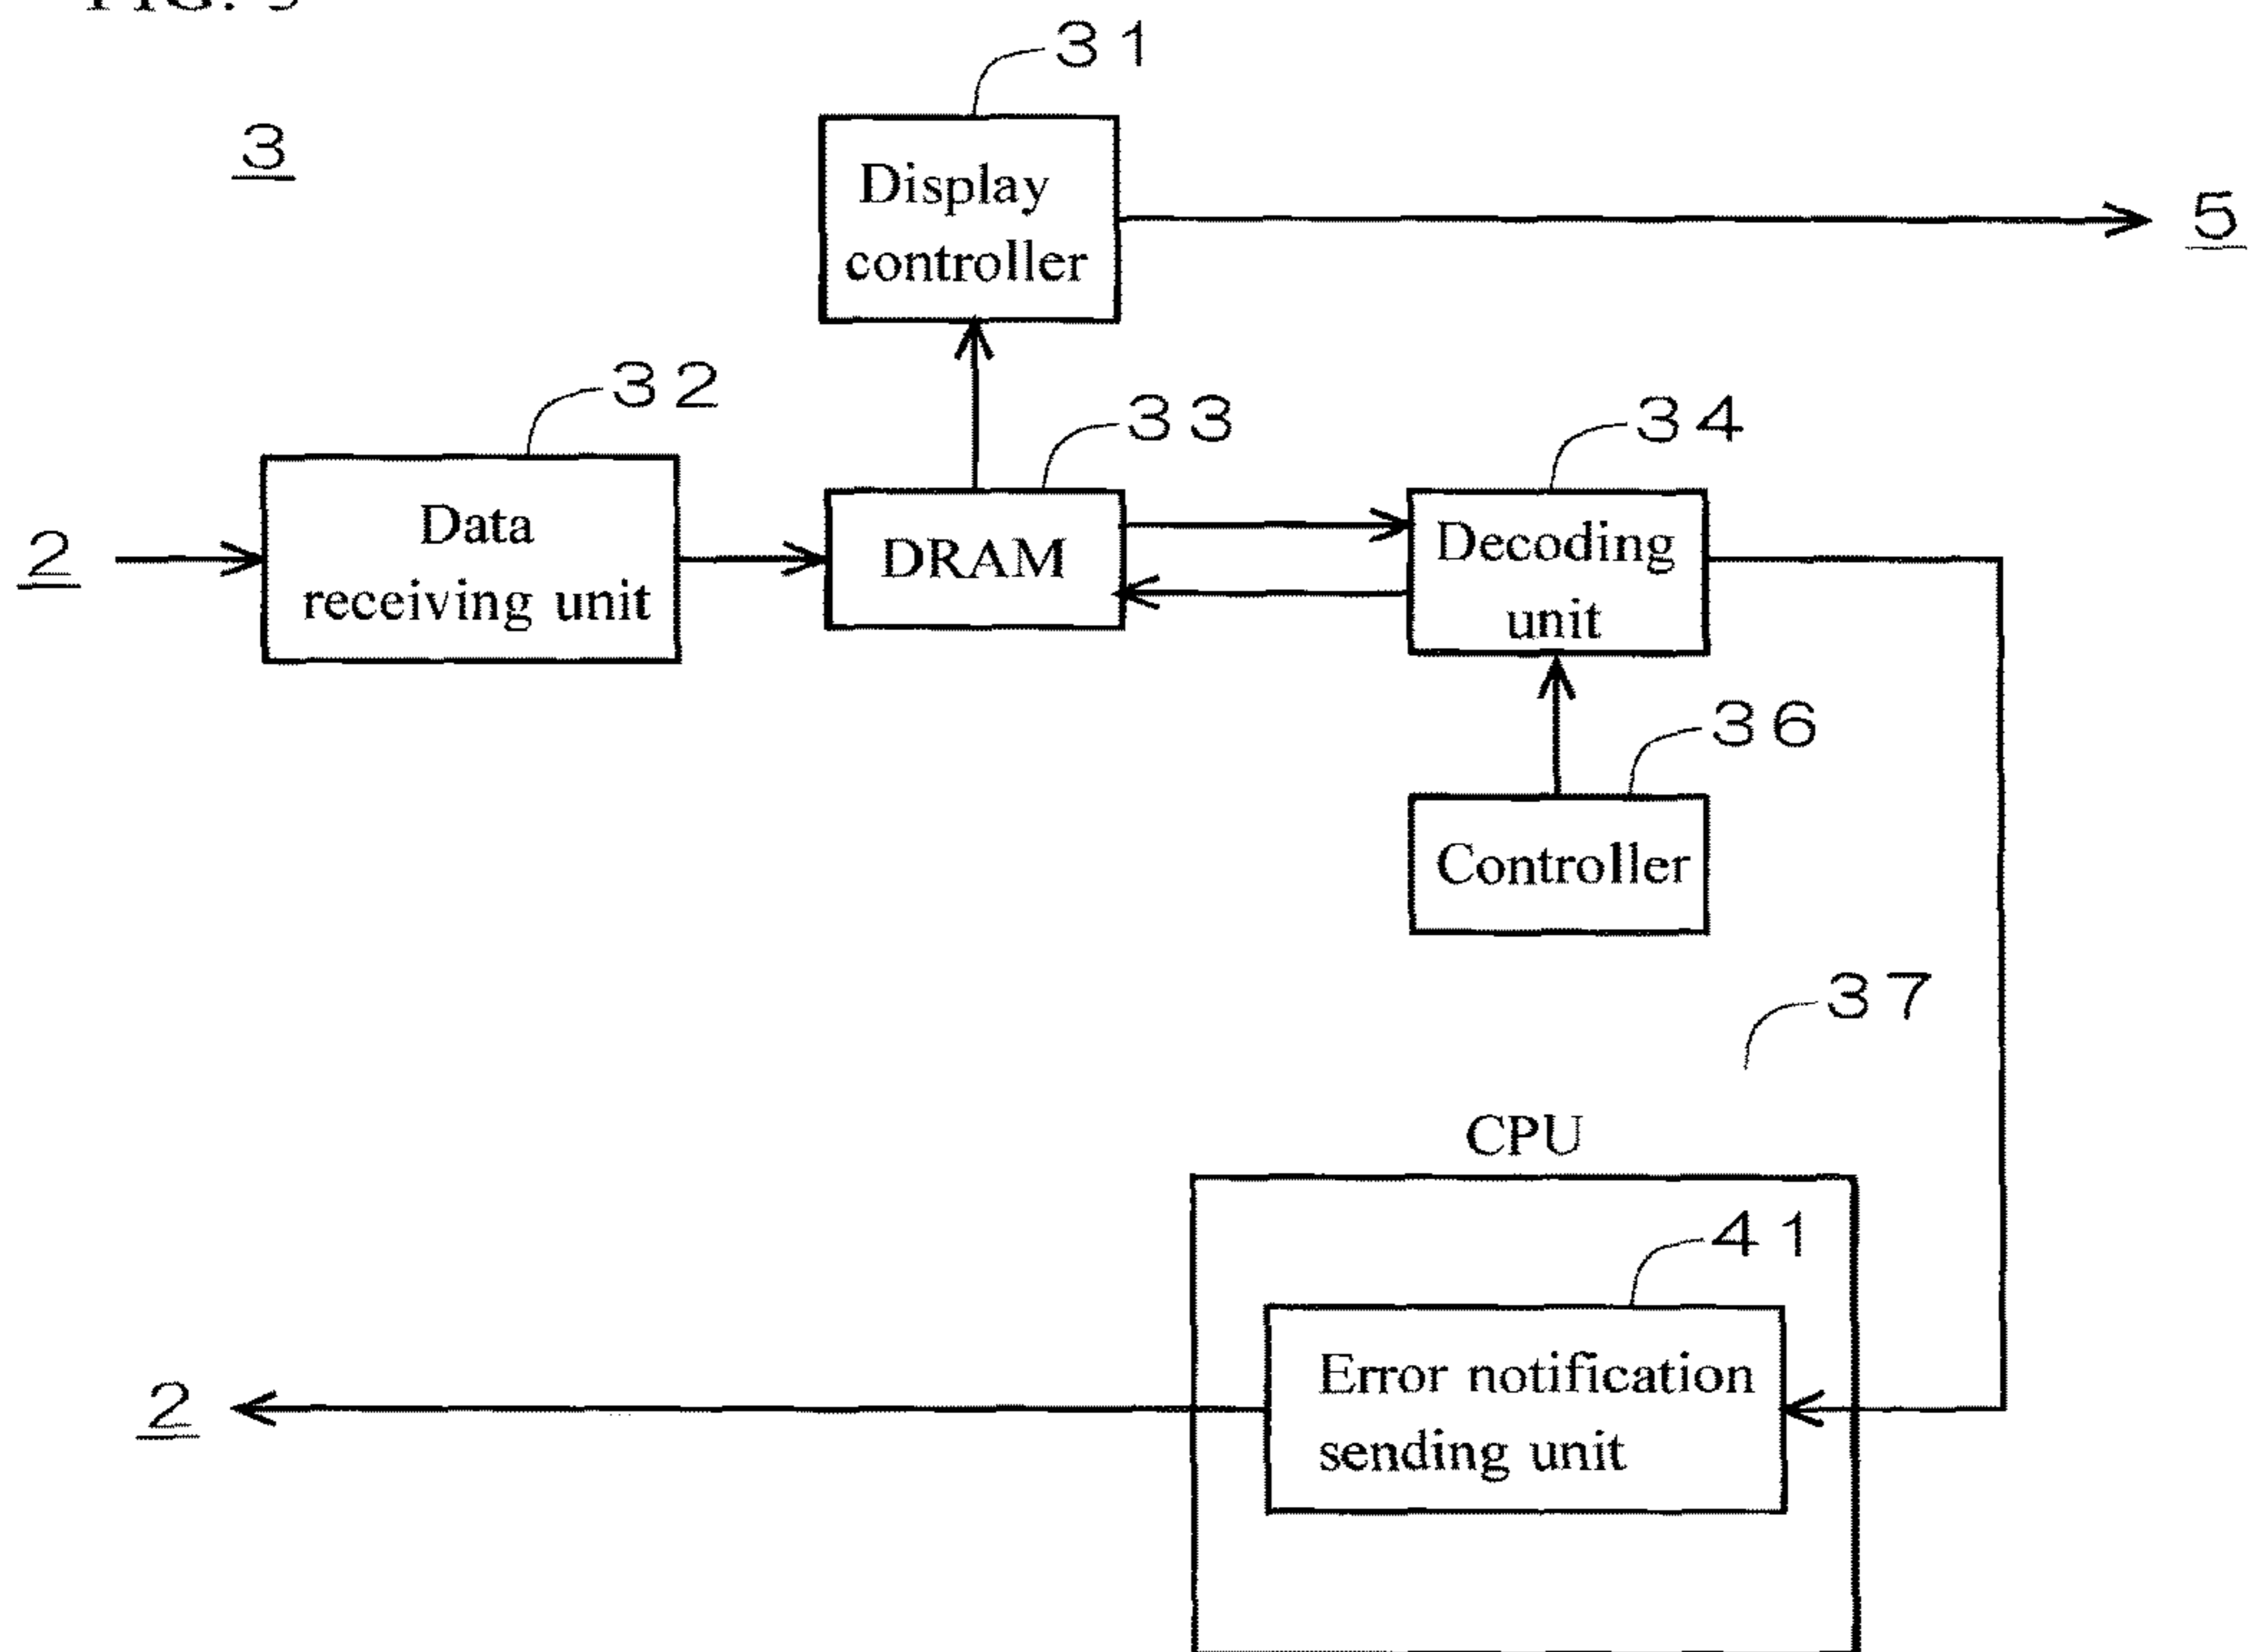 31
3
Display
controller
5
32
33
34
2
Data
receiving unit
DRAM
Decoding
unit
36
Controller
37
CPU
41
Error notification
sending unit
2